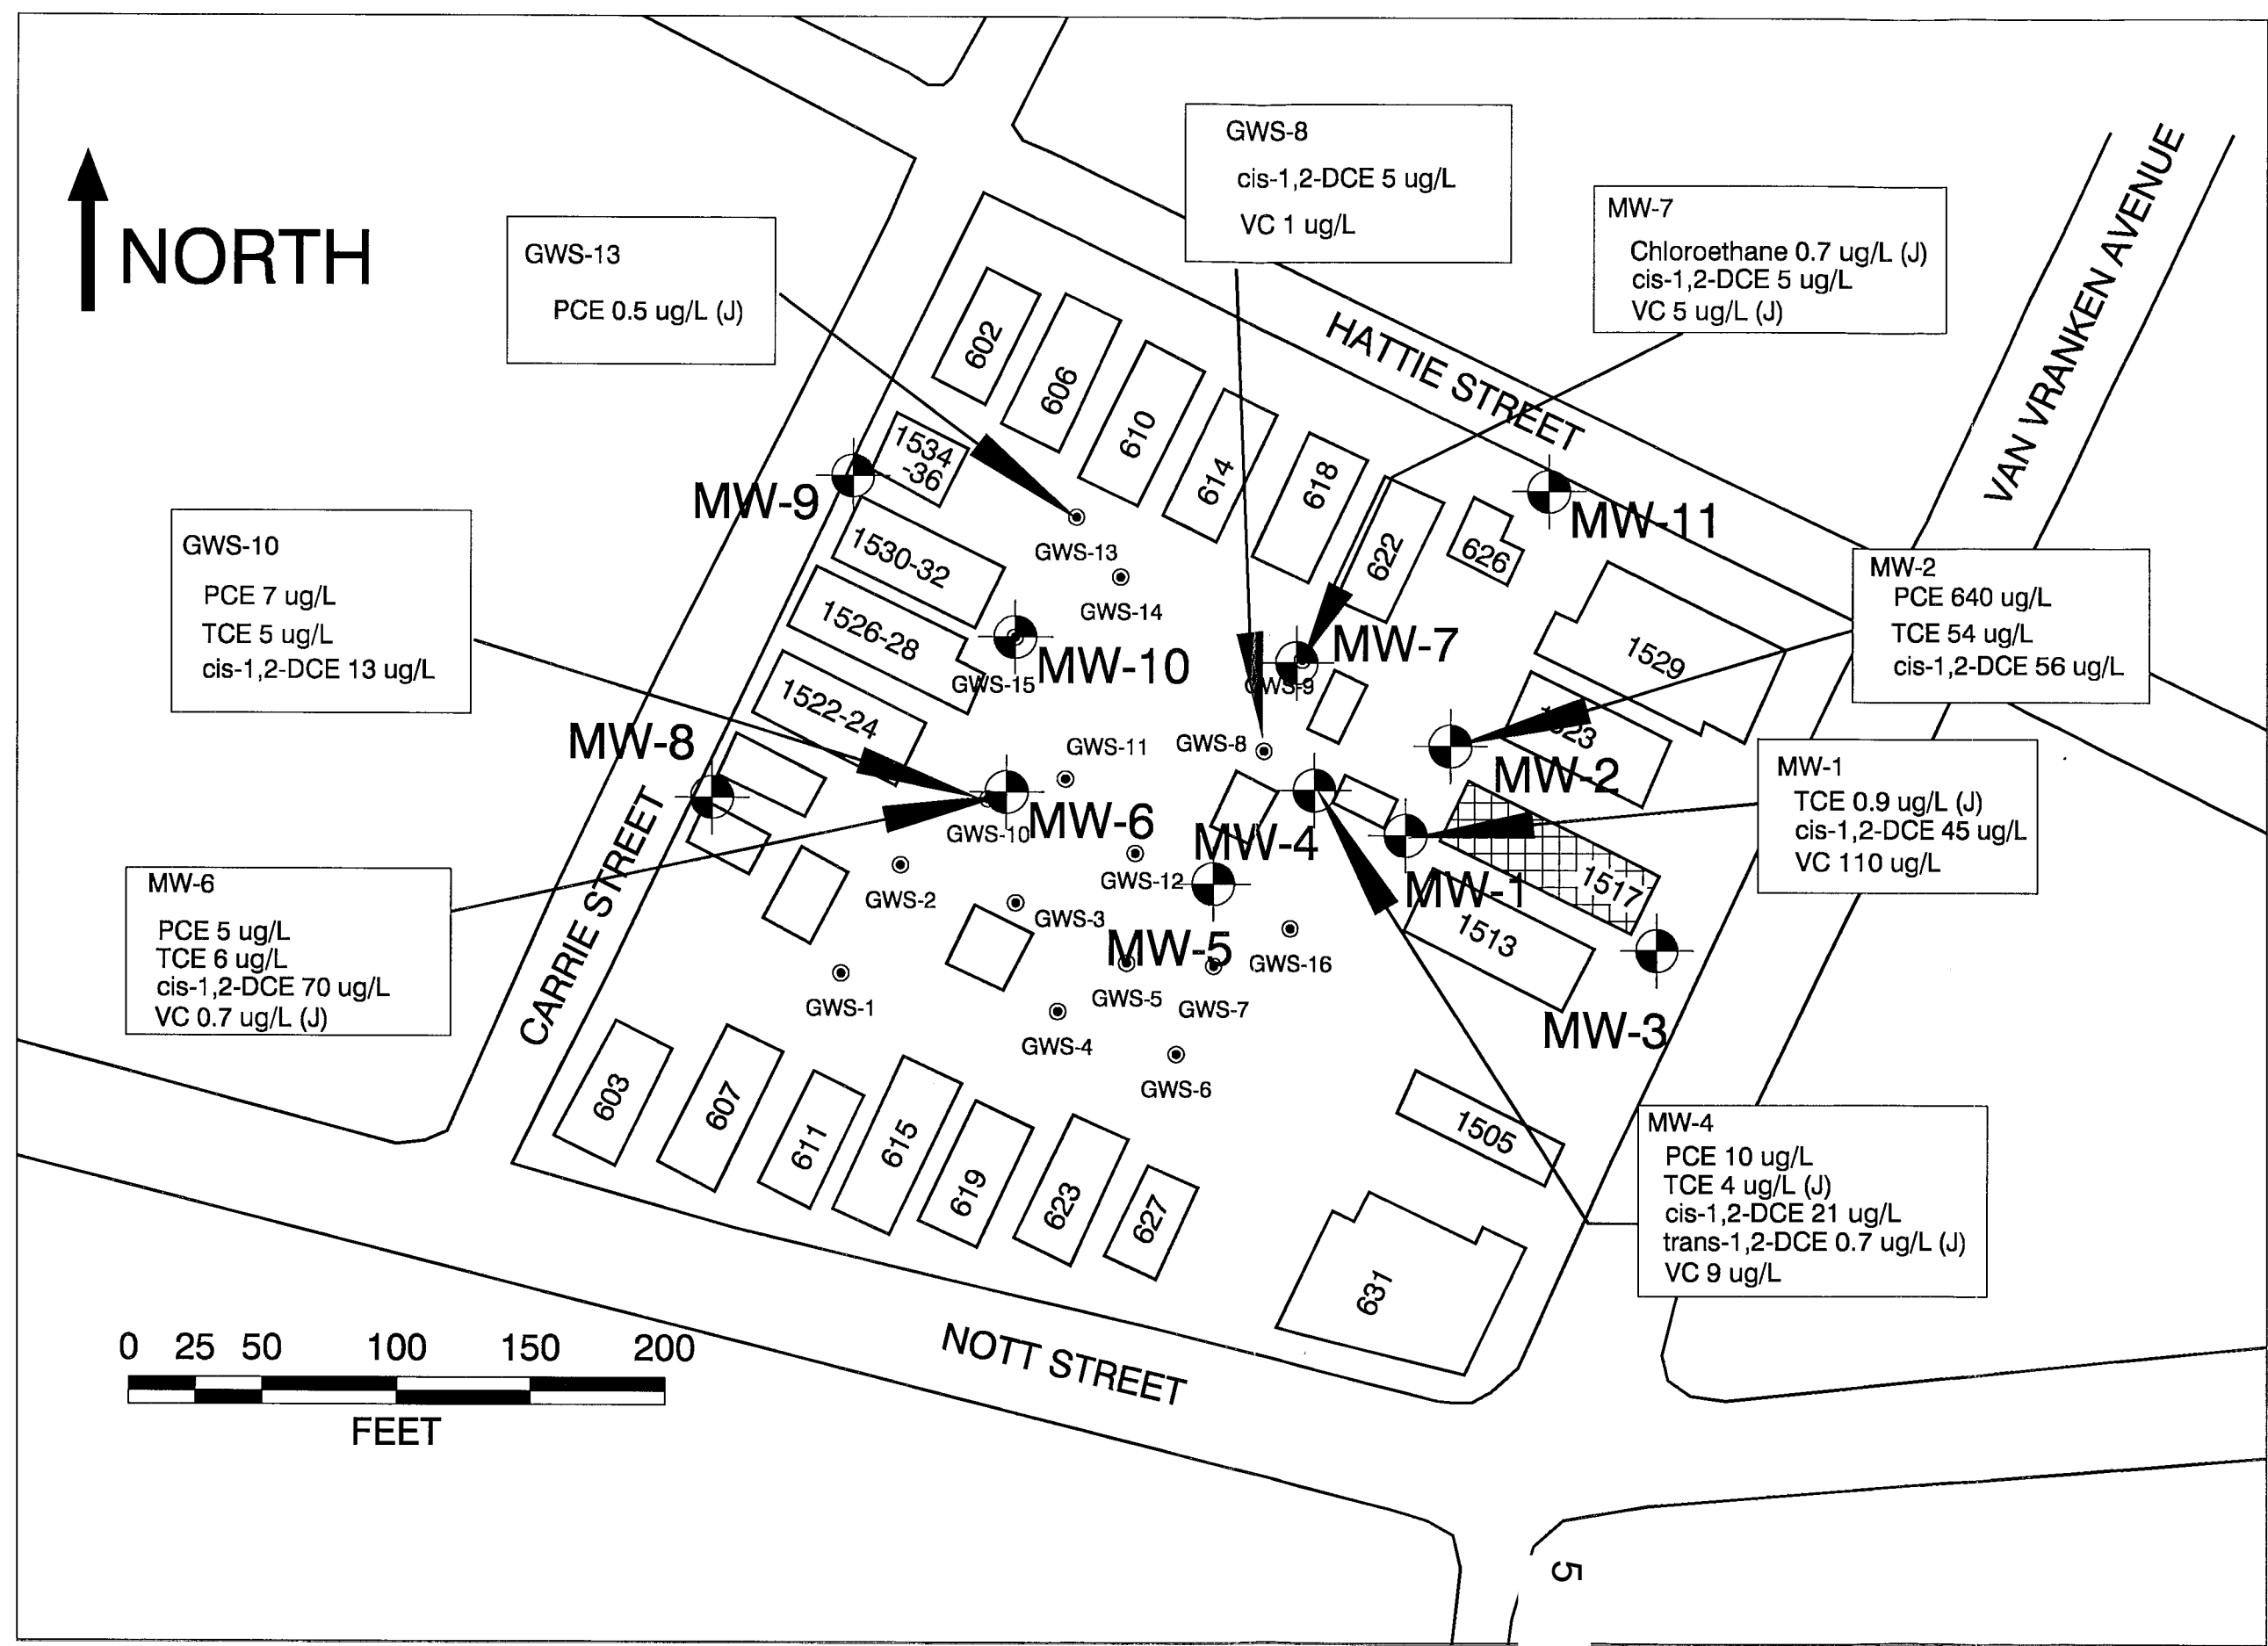 NORTH
GWS-8
cis-1,2-DCE 5 ug/L
VC 1 ug/L
MW-7
Chloroethane 0.7 ug/L (J)
cis-1,2-DCE 5 ug/L
VC 5 ug/L (J)
GWS-13
PCE 0.5 ug/L (J)
VAN VRANKEN AVENUE
HATTIE STREET
602
606
610
614
618
622
626
1534
-36
MW-9
MW-11
GWS-10
PCE 7 ug/L
TCE 5 ug/L
cis-1,2-DCE 13 ug/L
1530-32
GWS-13
GWS-14
1526-28
GWS-15
MW-10
MW-7
GWS-9
1529
MW-2
PCE 640 ug/L
TCE 54 ug/L
cis-1,2-DCE 56 ug/L
1522-24
MW-8
GWS-11
GWS-8
1523
MW-2
MW-1
TCE 0.9 ug/L (J)
cis-1,2-DCE 45 ug/L
VC 110 ug/L
GWS-10
MW-6
MW-4
MW-6
PCE 5 ug/L
TCE 6 ug/L
cis-1,2-DCE 70 ug/L
VC 0.7 ug/L (J)
CARRIE STREET
GWS-2
GWS-12
MW-1
1517
GWS-3
MW-5
GWS-16
1513
GWS-1
GWS-5
GWS-7
MW-3
GWS-4
GWS-6
603
607
611
615
619
623
627
1505
631
MW-4
PCE 10 ug/L
TCE 4 ug/L (J)
cis-1,2-DCE 21 ug/L
trans-1,2-DCE 0.7 ug/L (J)
VC 9 ug/L
NOTT STREET
0 25 50 100 150 200
FEET
5